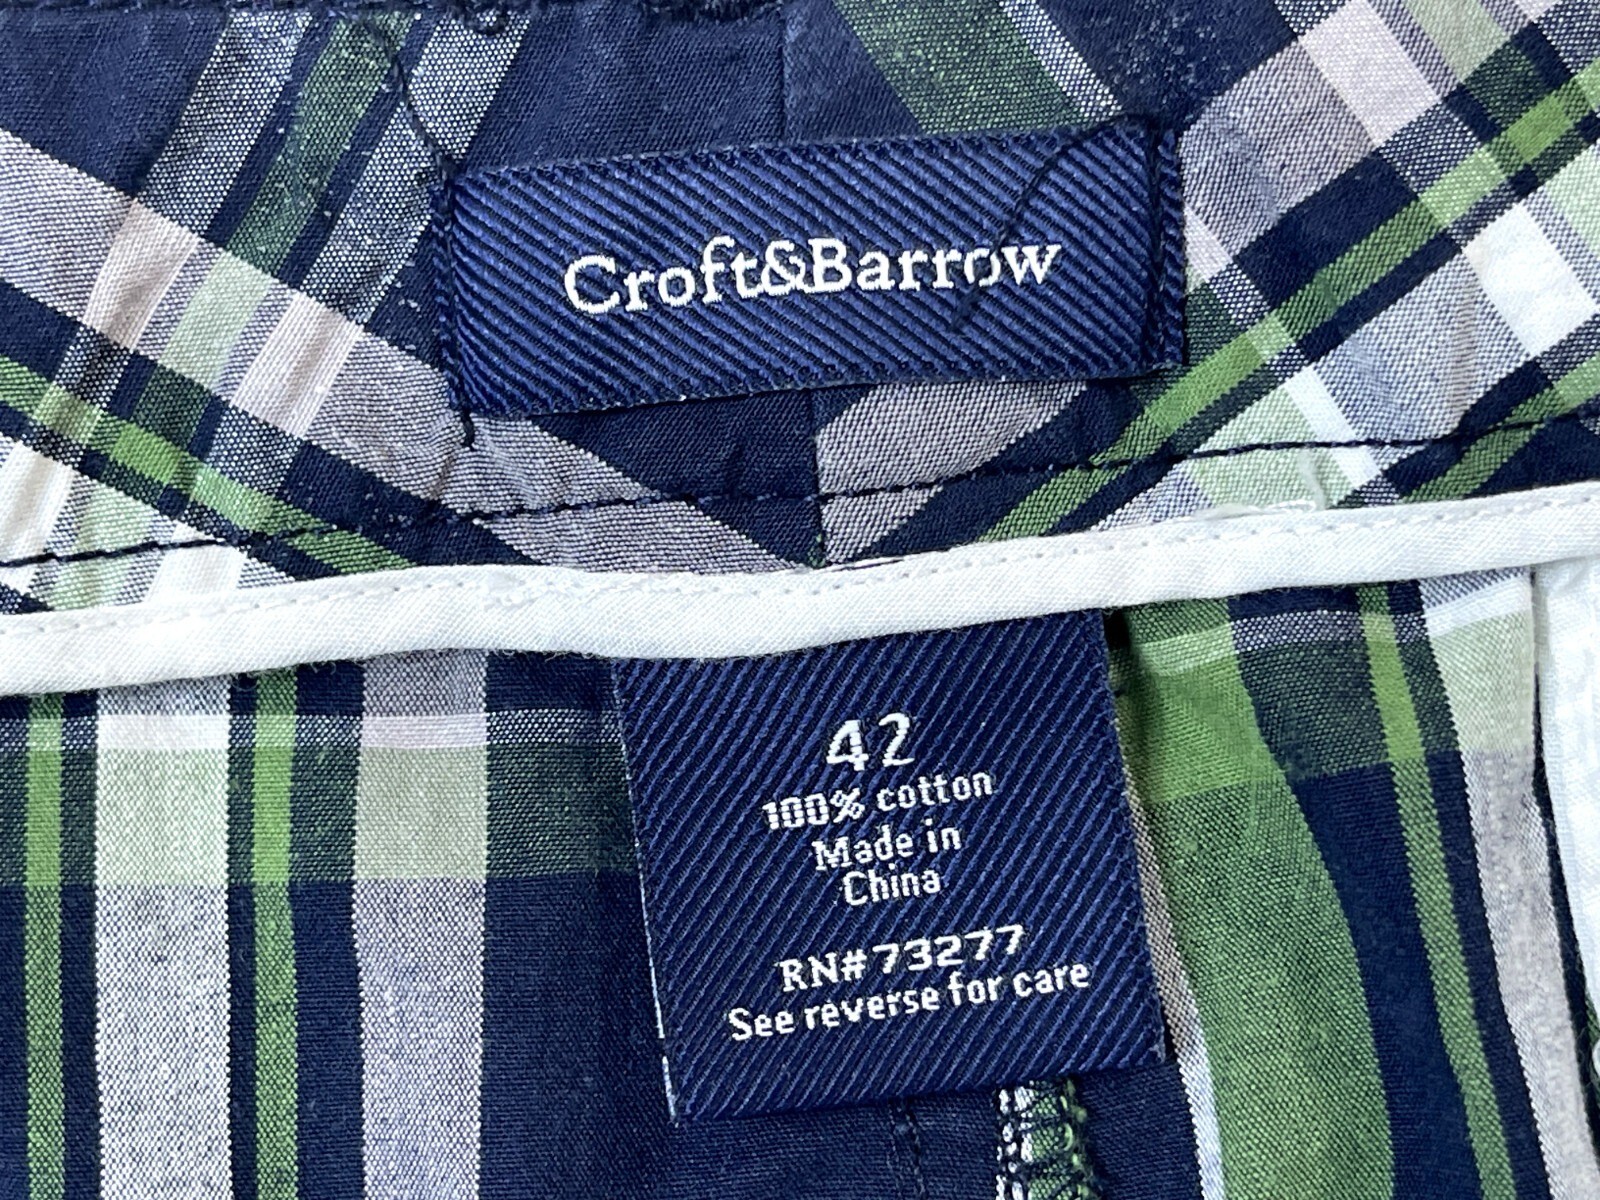 Croft&Barrow
42
100% cotton
Made in
China
RN#73277
See reverse for care